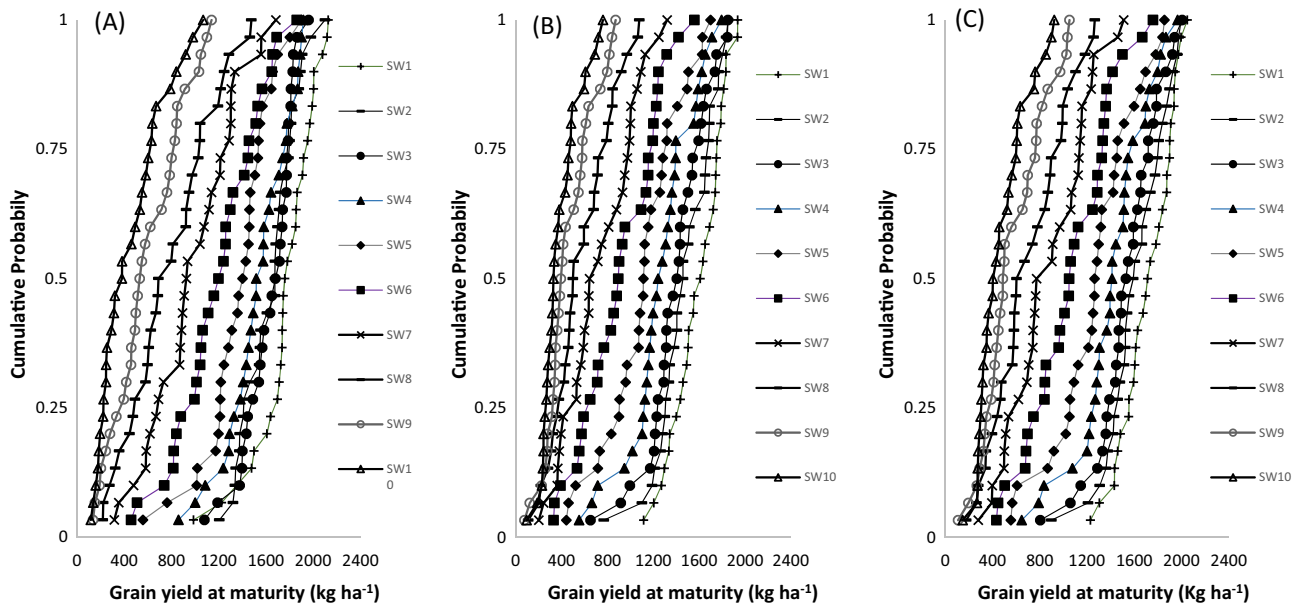 (A)
Cumulative Probabily
1
0.75
0.5
0.25
0
0 400 800 1200 1600 2000 2400
Grain yield at maturity (kg ha-1)
SW1
SW2
SW3
SW4
SW5
SW6
SW7
SW8
SW9
SW1
0
(B)
Cumulative Probabily
1
0.75
0.5
0.25
0
0 400 800 1200 1600 2000 2400
Grain yield at maturity (kg ha-1)
SW1
SW2
SW3
SW4
SW5
SW6
SW7
SW8
SW9
SW10
(C)
Cumulative Probabily
1
0.75
0.5
0.25
0
0 400 800 1200 1600 2000 2400
Grain yield at maturity (Kg ha-1)
SW1
SW2
SW3
SW4
SW5
SW6
SW7
SW8
SW9
SW10